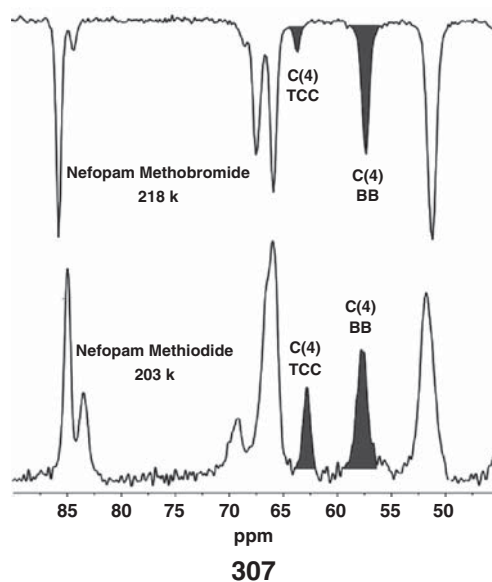 C(4)
TCC
Nefopam Methobromide
218 k
C(4)
BB
C(4)
BB
Nefopam Methiodide
203 k
C(4)
TCC
85 80 75 70 65 60 55 50
ppm
307